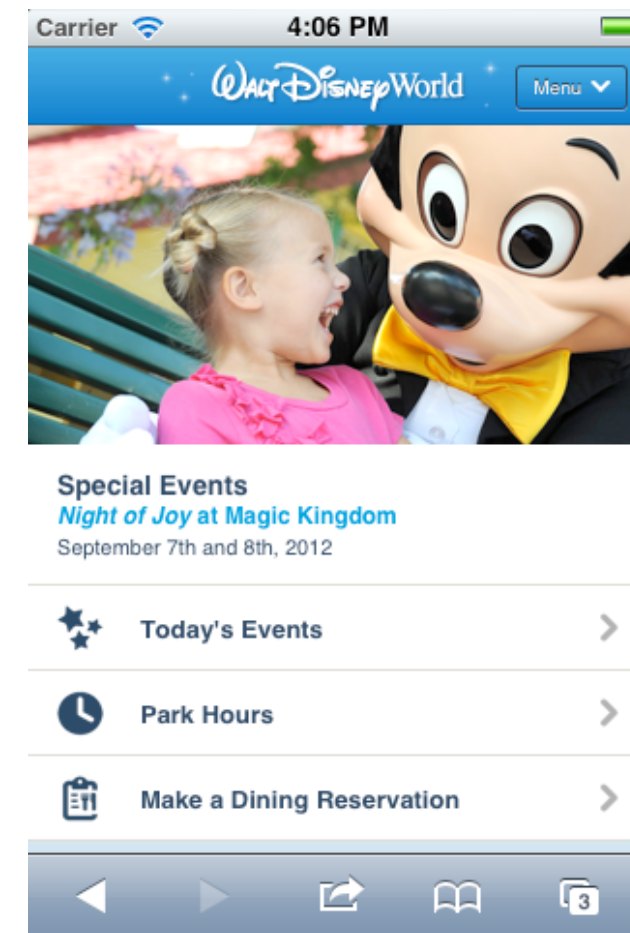 Carrier 4:06 PM
Walt Disney World Menu
Special Events
Night of Joy at Magic Kingdom
September 7th and 8th, 2012
Today's Events
Park Hours
Make a Dining Reservation
3